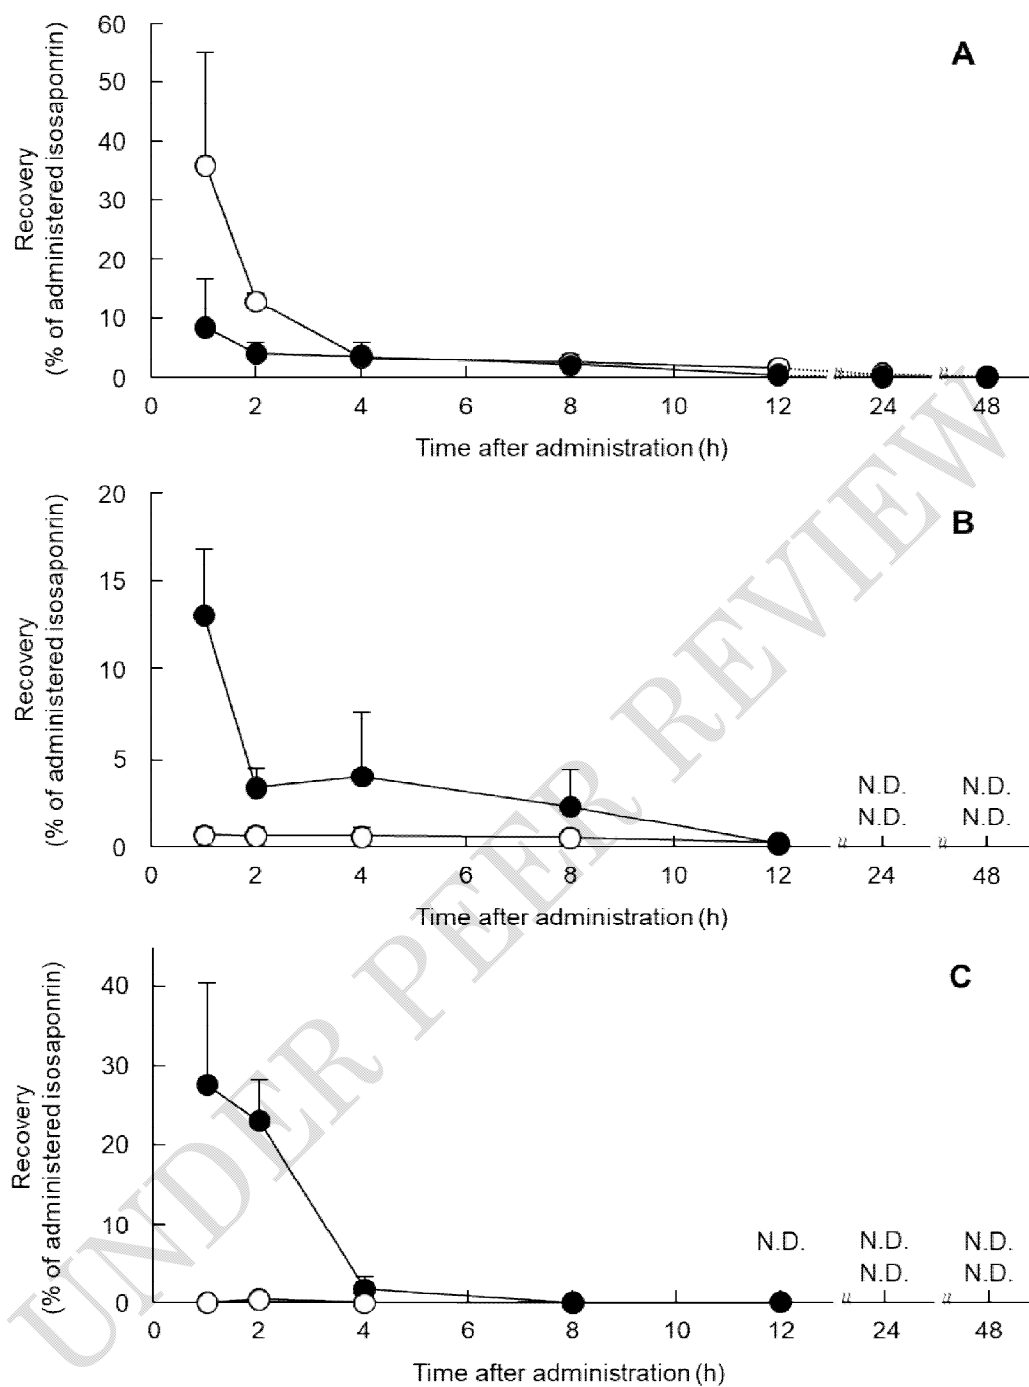 A
60
50
40
30
20
10
0
Recovery
(% of administered isosaponrin)
0 2 4 6 8 10 12 24 48
Time after administration (h)
B
20
15
10
5
0
Recovery
(% of administered isosaponrin)
N.D. N.D.
N.D. N.D.
0 2 4 6 8 10 12 24 48
Time after administration (h)
C
40
30
20
10
0
Recovery
(% of administered isosaponrin)
N.D. N.D. N.D.
N.D. N.D.
0 2 4 6 8 10 12 24 48
Time after administration (h)
UNDER PEER REVIEW